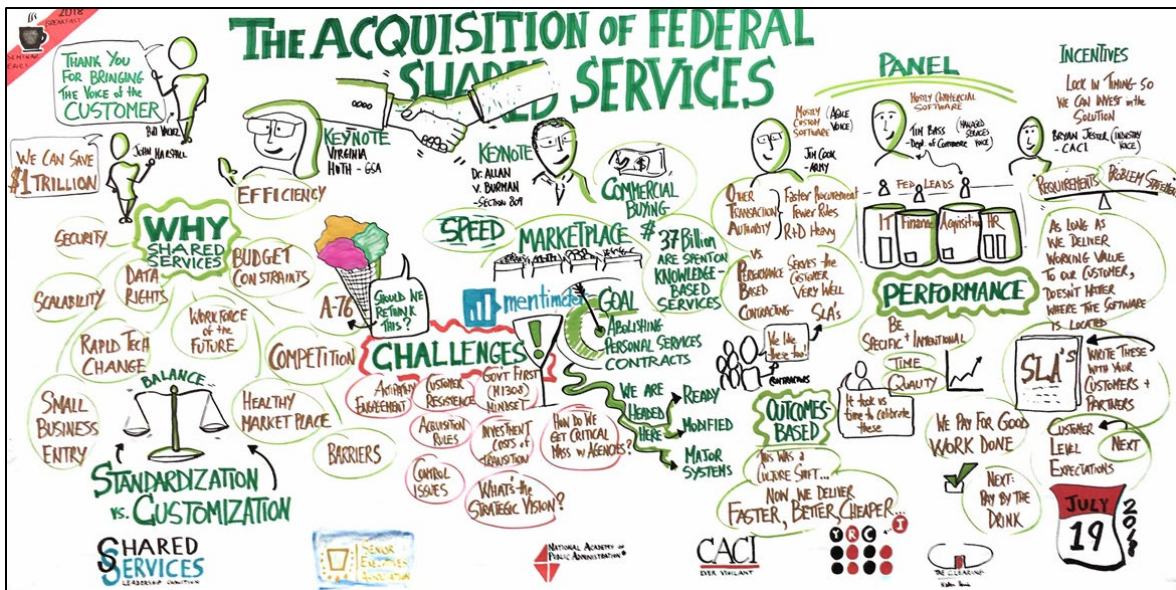 2018
BREAKFAST
THE ACQUISITION OF FEDERAL
SHARED SERVICES
THANK YOU
FOR BRINGING
THE VOICE OF THE
CUSTOMER
JOHN MARSHALL
WE CAN SAVE
$1 TRILLION
KEYNOTE
VIRGINIA
HUTH - GSA
KEYNOTE
DR. ALLAN
V. BURMAN
- SECTION 809
WHY
SHARED
SERVICES
EFFICIENCY
SECURITY
DATA
RIGHTS
BUDGET
CONSTRAINTS
SCALABILITY
WORKFORCE
OF THE
FUTURE
A-76
SHOULD WE
RETHINK
THIS?
RAPID TECH
CHANGE
COMPETITION
BALANCE
SMALL
BUSINESS
ENTRY
HEALTHY
MARKET PLACE
BARRIERS
STANDARDIZATION
VS. CUSTOMIZATION
SPEED
MARKETPLACE
COMMERCIAL
BUYING
$
$37 BILLION
ARE SPENT ON
KNOWLEDGE-
BASED
SERVICES
mentimeter
GOAL
ABOLISHING
PERSONAL SERVICES
CONTRACTS
CHALLENGES
!
ENGAGEMENT
CUSTOMER
RESISTENCE
GOV'T FIRST
MINDSET
ACQUISITION
RULES
INVESTMENT
COSTS of
TRANSITION
HOW DO WE
GET CRITICAL
MASS w/ AGENCIES?
CONTROL
ISSUES
WHAT'S THE
STRATEGIC VISION?
WE ARE
HEADED
HERE
READY
MODIFIED
MAJOR
SYSTEMS
PANEL
MOSTLY
CUSTOM
SOFTWARE
(AGILE
VOICE)
JIM COOK
- ARMY
MOSTLY COMMERCIAL
SOFTWARE
TIM BASS
- Dept. of Commerce
(MANAGED
SERVICES
VOICE)
BRYAN JESTER
- CACI
(INDUSTRY
VOICE)
OTHER
TRANSACTION
AUTHORITY
Faster Procurement
Fewer Rules
R+D Heavy
VS
PERFORMANCE
BASED
CONTRACTING-
SERVES THE
CUSTOMER
VERY WELL
SLA's
We like
these too!
CONTRACTORS
OUTCOMES-
BASED
THIS WAS A
CULTURE SHIFT...
NOW WE DELIVER
FASTER, BETTER, CHEAPER...
FED LEADS
IT
Finance
Acquisition
HR
PERFORMANCE
BE
SPECIFIC + INTENTIONAL
TIME
QUALITY
It took us
time to calibrate
these
WE PAY FOR GOOD
WORK DONE
NEXT:
PAY BY THE
DRINK
INCENTIVES
LOCK IN TIMING SO
WE CAN INVEST in the
SOLUTION
REQUIREMENTS
AS LONG AS
WE DELIVER
WORKING VALUE
TO OUR CUSTOMER,
DOESN'T MATTER
WHERE THE SOFTWARE
IS LOCATED
SLA's
WRITE THESE
WITH YOUR
CUSTOMERS +
PARTNERS
CUSTOMER
LEVEL
EXPECTATIONS
NEXT
JULY
19
2018
SHARED
SERVICES
LEADERSHIP COALITION
SENIOR
EXECUTIVES
ASSOCIATION
NATIONAL ACADEMY of
PUBLIC ADMINISTRATION
CACI
EVER VIGILANT
T R C I
THE CLEARING